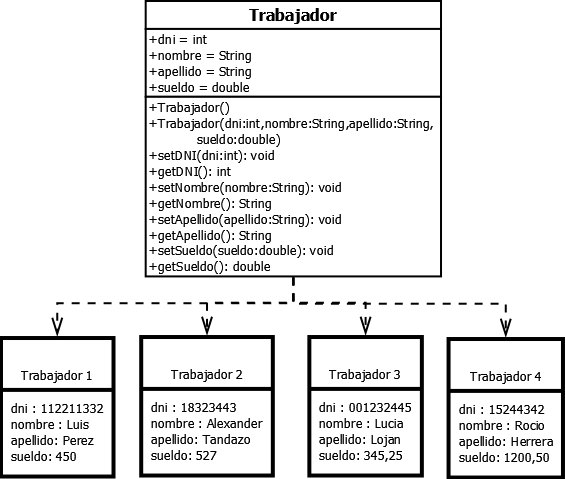 Trabajador
+dni = int
+nombre = String
+apellido = String
+sueldo = double
+Trabajador()
+Trabajador(dni:int,nombre:String,apellido:String,
sueldo:double)
+setDNI(dni:int): void
+getDNI(): int
+setNombre(nombre:String): void
+getNombre(): String
+setApellido(apellido:String): void
+getApellido(): String
+setSueldo(sueldo:double): void
+getSueldo(): double
Trabajador 1
dni : 112211332
nombre : Luis
apellido: Perez
sueldo: 450
Trabajador 2
dni : 18323443
nombre : Alexander
apellido: Tandazo
sueldo: 527
Trabajador 3
dni : 001232445
nombre : Lucia
apellido: Lojan
sueldo: 345,25
Trabajador 4
dni : 15244342
nombre : Rocio
apellido: Herrera
sueldo: 1200,50